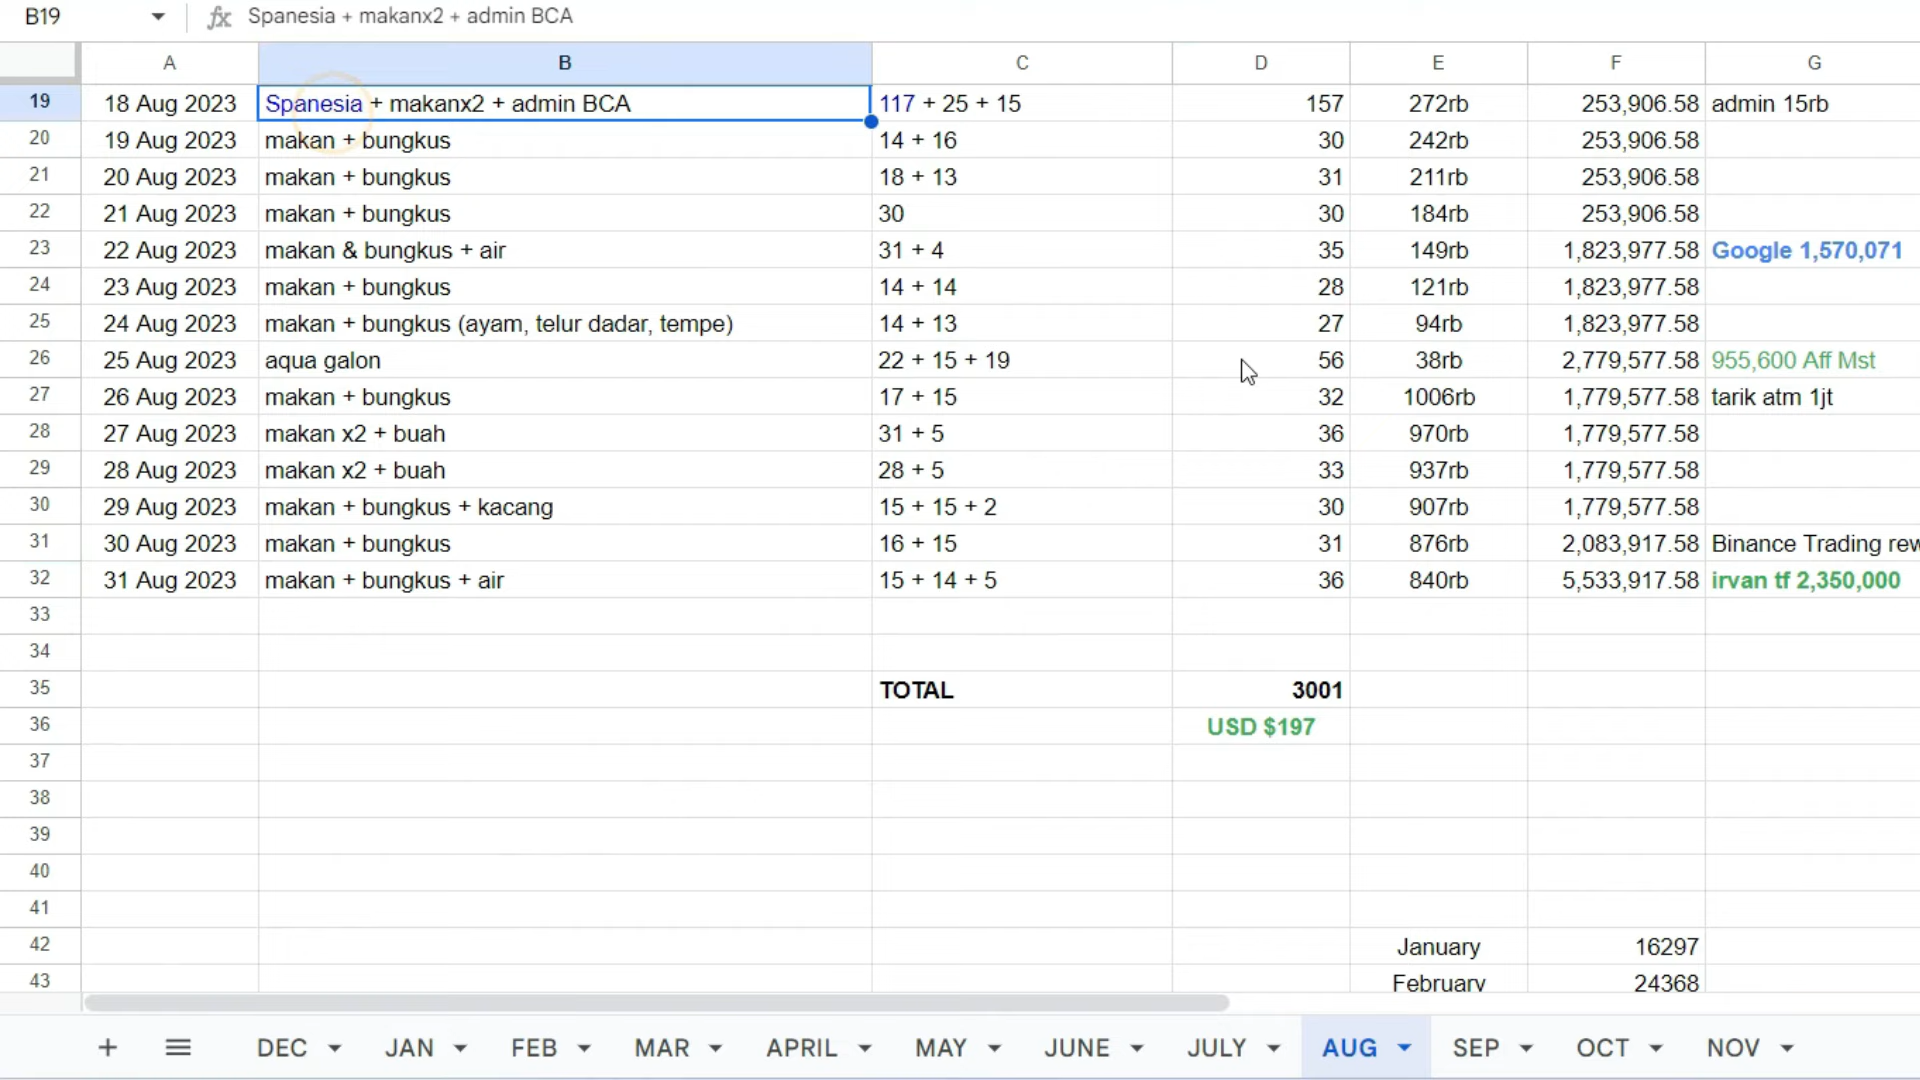 B19 fx Spanesia + makanx2 + admin BCA
A B C D E F G
19 18 Aug 2023 Spanesia + makanx2 + admin BCA 117 + 25 + 15 157 272rb 253,906.58 admin 15rb
20 19 Aug 2023 makan + bungkus 14 + 16 30 242rb 253,906.58
21 20 Aug 2023 makan + bungkus 18 + 13 31 211rb 253,906.58
22 21 Aug 2023 makan + bungkus 30 30 184rb 253,906.58
23 22 Aug 2023 makan & bungkus + air 31 + 4 35 149rb 1,823,977.58 Google 1,570,071
24 23 Aug 2023 makan + bungkus 14 + 14 28 121rb 1,823,977.58
25 24 Aug 2023 makan + bungkus (ayam, telur dadar, tempe) 14 + 13 27 94rb 1,823,977.58
26 25 Aug 2023 aqua galon 22 + 15 + 19 56 38rb 2,779,577.58 955,600 Aff Mst
27 26 Aug 2023 makan + bungkus 17 + 15 32 1006rb 1,779,577.58 tarik atm 1jt
28 27 Aug 2023 makan x2 + buah 31 + 5 36 970rb 1,779,577.58
29 28 Aug 2023 makan x2 + buah 28 + 5 33 937rb 1,779,577.58
30 29 Aug 2023 makan + bungkus + kacang 15 + 15 + 2 30 907rb 1,779,577.58
31 30 Aug 2023 makan + bungkus 16 + 15 31 876rb 2,083,917.58 Binance Trading rew
32 31 Aug 2023 makan + bungkus + air 15 + 14 + 5 36 840rb 5,533,917.58 irvan tf 2,350,000
33
34
35 TOTAL 3001
36 USD $197
37
38
39
40
41
42 January 16297
43 February 24368
+ DEC JAN FEB MAR APRIL MAY JUNE JULY AUG SEP OCT NOV